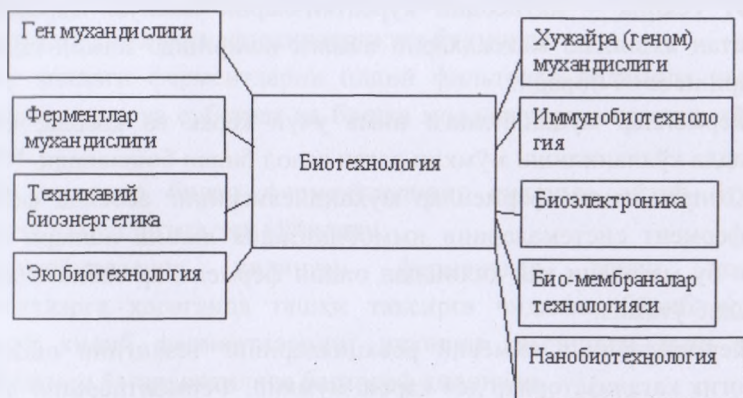 Ген мухандислиги
Ферментлар
мухандислиги
Техникавий
биоэнергетика
Экобиотехнология
Биотехнология
Хужайра (геном)
мухандислиги
Иммунобиотехноло
гия
Биоэлектроника
Био-мембраналар
технологияси
Нанобиотехнология